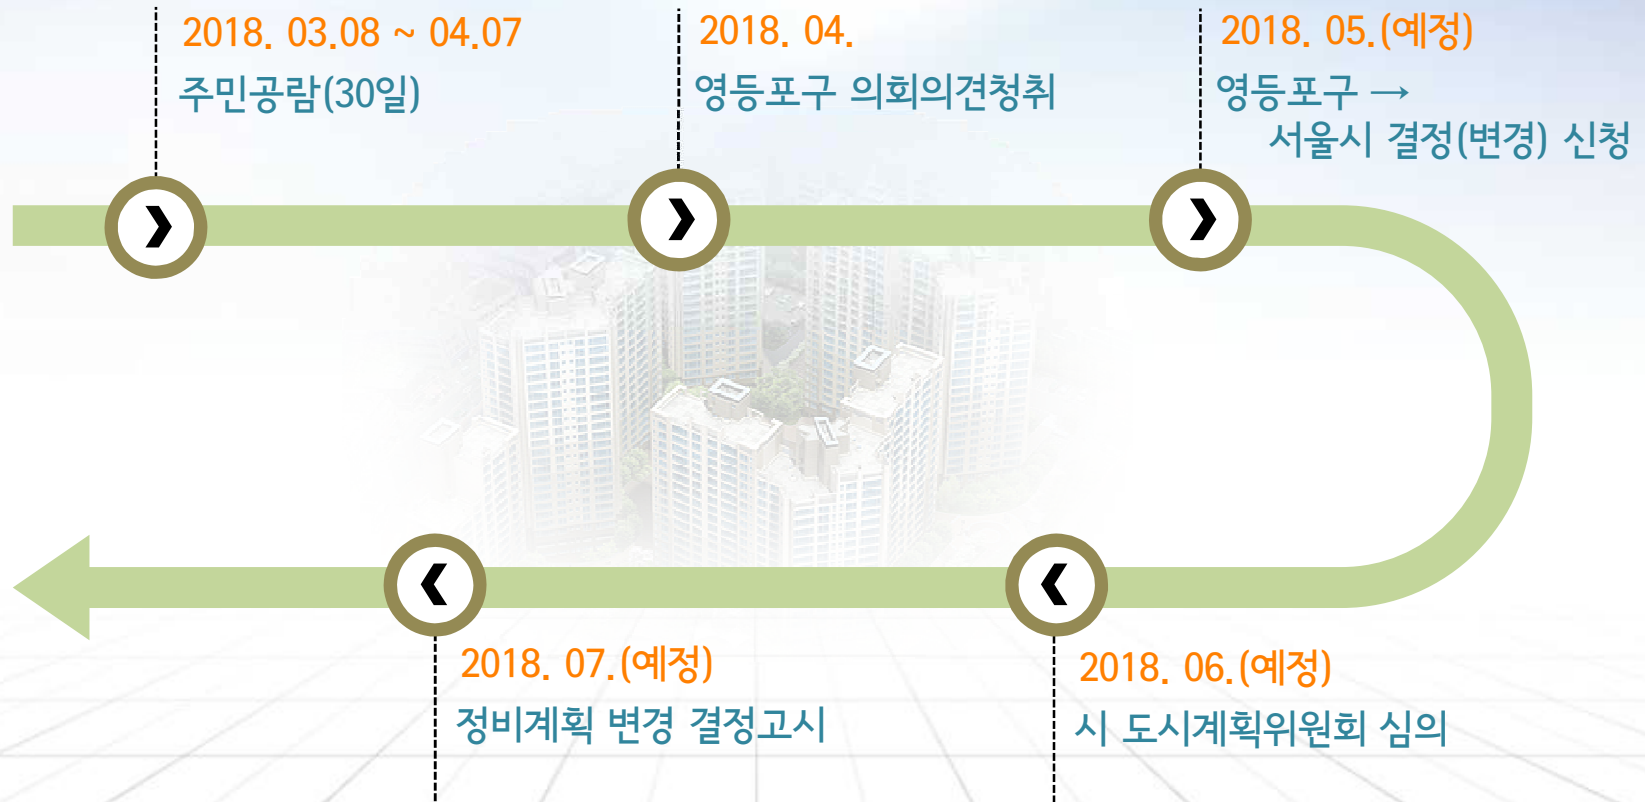 2018. 03.08 ~ 04.07
주민공람(30일)
2018. 04.
영등포구 의회의견청취
2018. 05.(예정)
영등포구 →
서울시 결정(변경) 신청
2018. 06.(예정)
시 도시계획위원회 심의
2018. 07.(예정)
정비계획 변경 결정고시